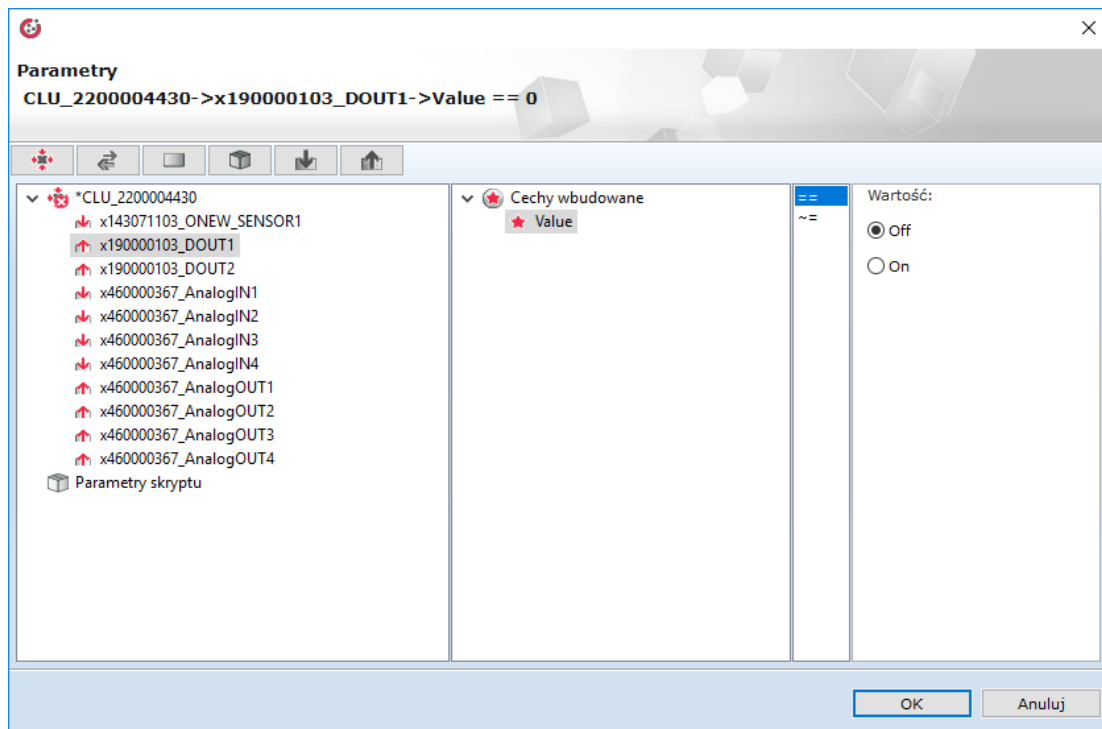 Parametry
CLU_2200004430->x190000103_DOUT1->Value == 0
*CLU_2200004430
x143071103_ONEW_SENSOR1
x190000103_DOUT1
x190000103_DOUT2
x460000367_AnalogIN1
x460000367_AnalogIN2
x460000367_AnalogIN3
x460000367_AnalogIN4
x460000367_AnalogOUT1
x460000367_AnalogOUT2
x460000367_AnalogOUT3
x460000367_AnalogOUT4
Parametry skryptu
Cechy wbudowane
Value
==
~=
Wartość:
Off
On
OK
Anuluj